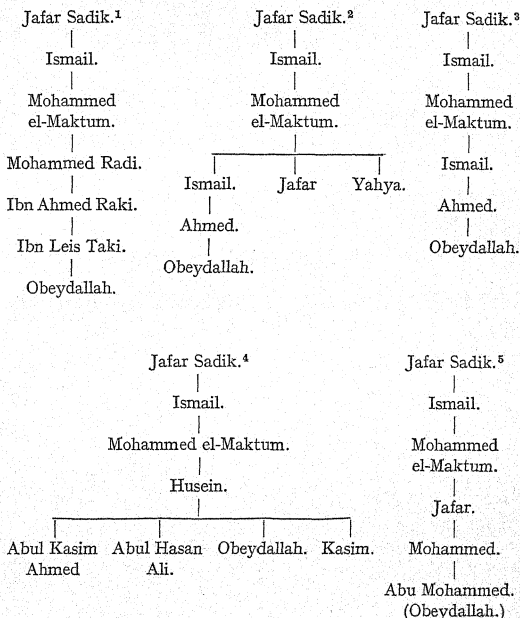 Jafar Sadik.¹
Ismail.
Mohammed
el-Maktum.
Mohammed Radi.
Ibn Ahmed Raki.
Ibn Leis Taki.
Obeydallah.
Jafar Sadik.²
Ismail.
Mohammed
el-Maktum.
Ismail. Jafar Yahya.
Ahmed.
Obeydallah.
Jafar Sadik.³
Ismail.
Mohammed
el-Maktum.
Ismail.
Ahmed.
Obeydallah.
Jafar Sadik.⁴
Ismail.
Mohammed el-Maktum.
Husein.
Abul Kasim Abul Hasan Obeydallah. Kasim.
Ahmed Ali.
Jafar Sadik.⁵
Ismail.
Mohammed
el-Maktum.
Jafar.
Mohammed.
Abu Mohammed.
(Obeydallah.)